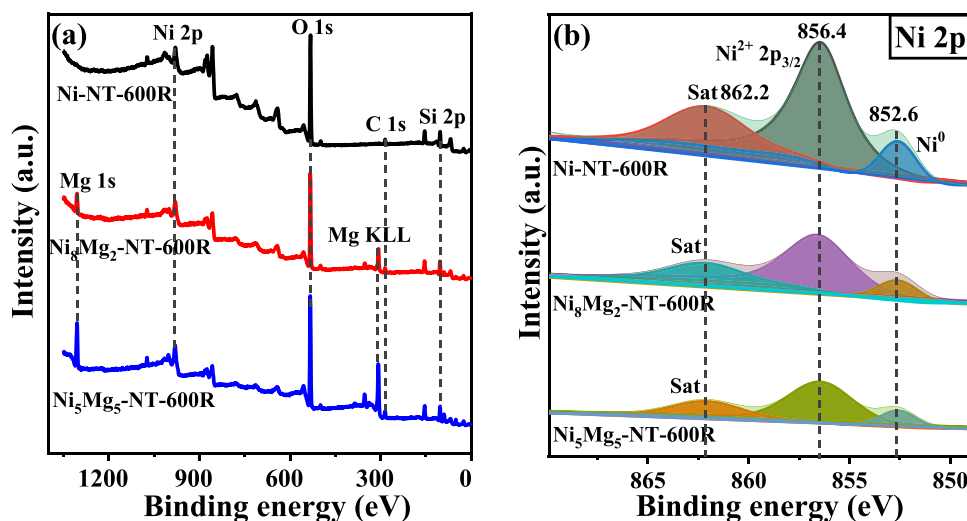 (a)
Ni 2p
O 1s
Ni-NT-600R
C 1s
Si 2p
Mg 1s
Ni₈Mg₂-NT-600R
Mg KLL
Ni₅Mg₅-NT-600R
Intensity (a.u.)
1200 900 600 300 0
Binding energy (eV)
(b)
856.4
Ni 2p
Ni²⁺ 2p₃/₂
Sat 862.2
852.6
Ni⁰
Ni-NT-600R
Sat
Ni₈Mg₂-NT-600R
Sat
Ni₅Mg₅-NT-600R
Intensity (a.u.)
865 860 855 850
Binding energy (eV)